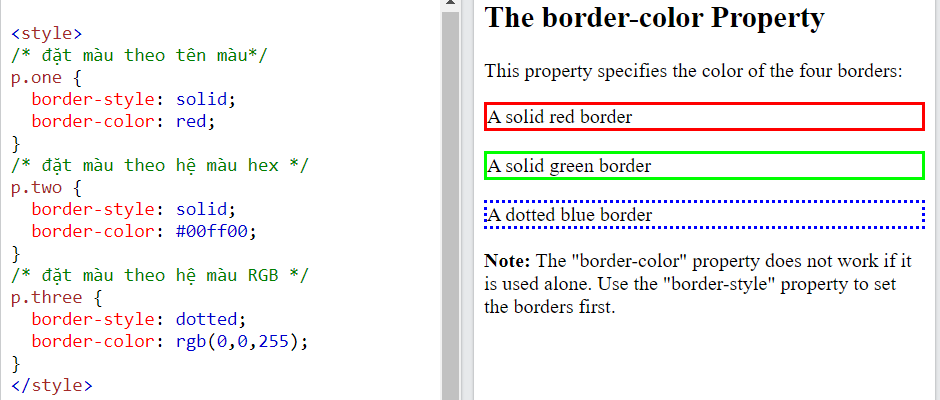 <style>
/* đặt màu theo tên màu*/
p.one {
  border-style: solid;
  border-color: red;
}
/* đặt màu theo hệ màu hex */
p.two {
  border-style: solid;
  border-color: #00ff00;
}
/* đặt màu theo hệ màu RGB */
p.three {
  border-style: dotted;
  border-color: rgb(0,0,255);
}
</style>
The border-color Property
This property specifies the color of the four borders:
A solid red border
A solid green border
A dotted blue border
Note: The "border-color" property does not work if it
is used alone. Use the "border-style" property to set
the borders first.